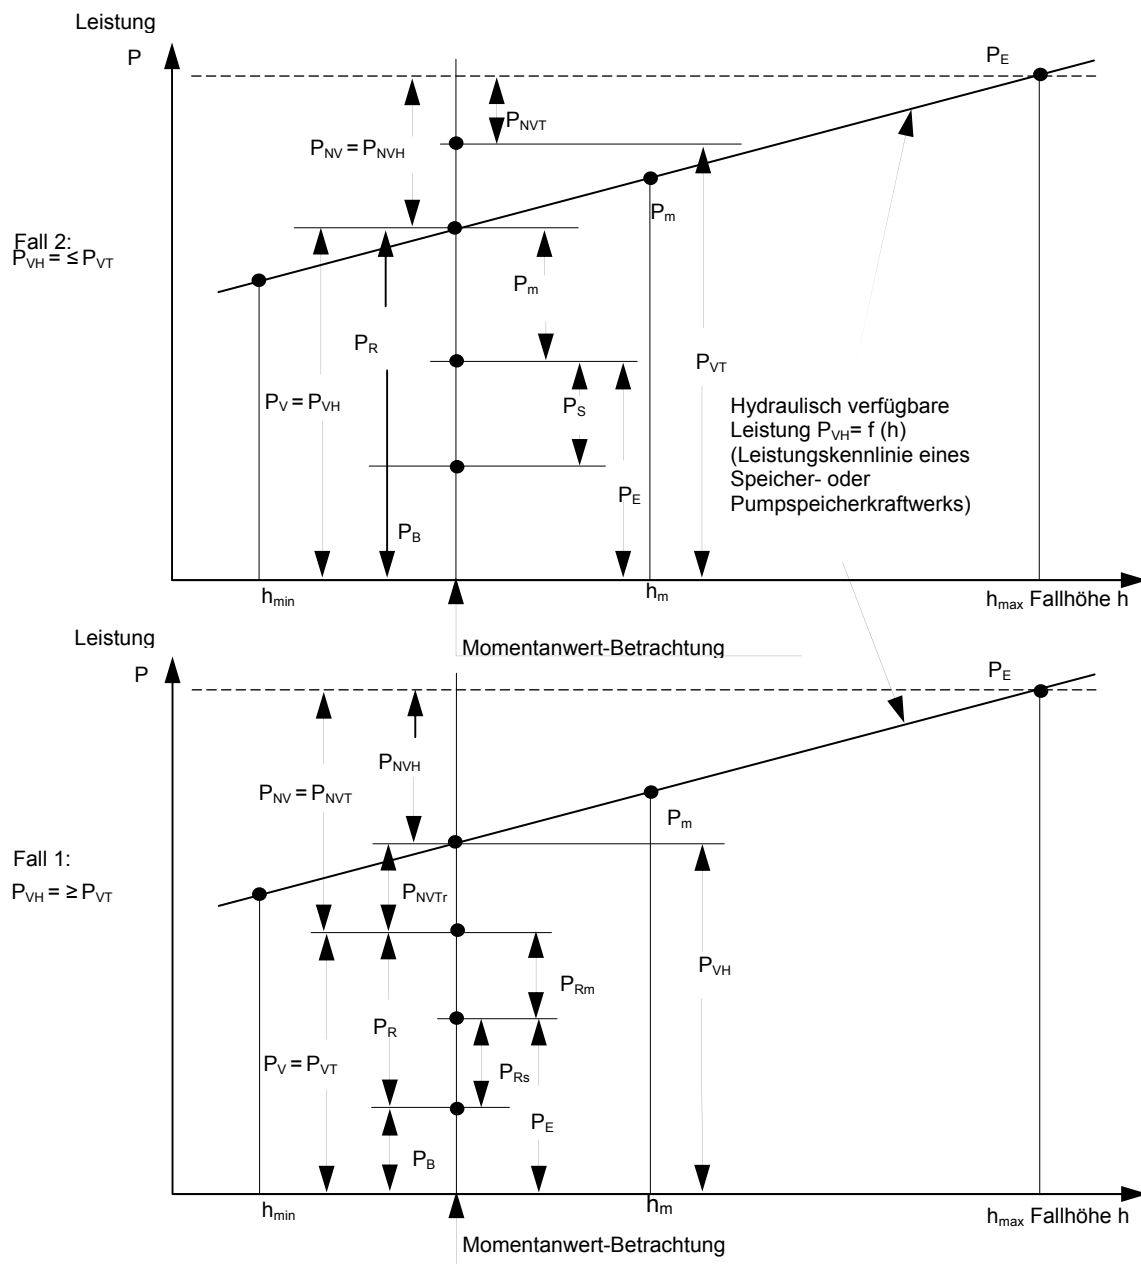 Leistung
P
P_E
P_NVT
P_NV = P_NVH
P_m
Fall 2:
P_VH = ≤ P_VT
P_m
P_R
P_VT
P_V = P_VH
P_S
Hydraulisch verfügbare
Leistung P_VH= f (h)
(Leistungskennlinie eines
Speicher- oder
Pumpspeicherkraftwerks)
P_E
P_B
h_min
h_m
h_max Fallhöhe h
Momentanwert-Betrachtung
Leistung
P
P_E
P_NVH
P_NV = P_NVT
P_m
Fall 1:
P_VH = ≥ P_VT
P_NVTr
P_VH
P_Rm
P_R
P_V = P_VT
P_Rs
P_E
P_B
h_min
h_m
h_max Fallhöhe h
Momentanwert-Betrachtung